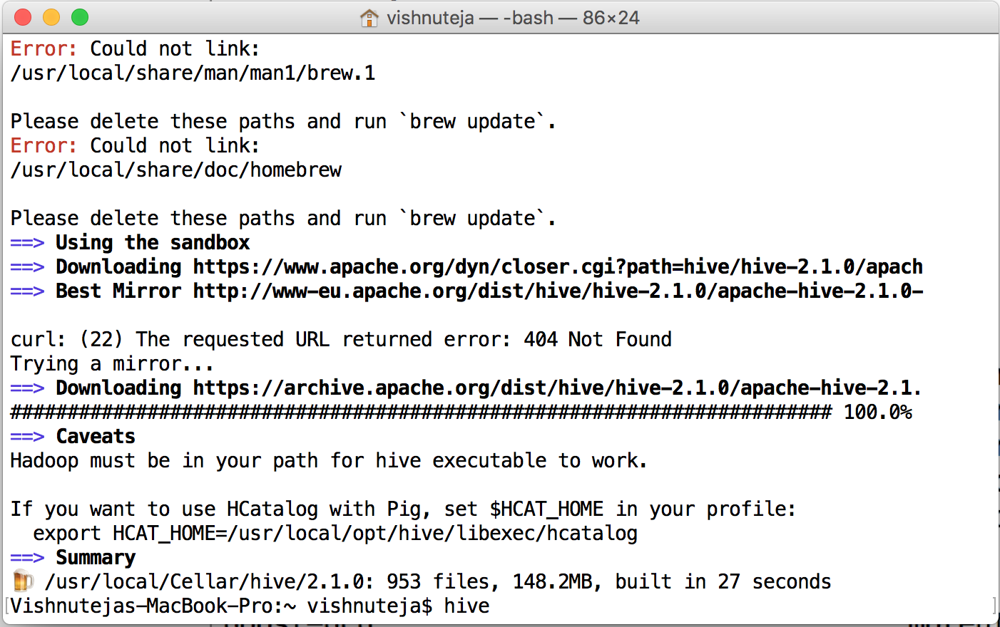 vishnuteja — -bash — 86×24
Error: Could not link:
/usr/local/share/man/man1/brew.1
Please delete these paths and run `brew update`.
Error: Could not link:
/usr/local/share/doc/homebrew
Please delete these paths and run `brew update`.
==> Using the sandbox
==> Downloading https://www.apache.org/dyn/closer.cgi?path=hive/hive-2.1.0/apach
==> Best Mirror http://www-eu.apache.org/dist/hive/hive-2.1.0/apache-hive-2.1.0-
curl: (22) The requested URL returned error: 404 Not Found
Trying a mirror...
==> Downloading https://archive.apache.org/dist/hive/hive-2.1.0/apache-hive-2.1.
######################################################################## 100.0%
==> Caveats
Hadoop must be in your path for hive executable to work.
If you want to use HCatalog with Pig, set $HCAT_HOME in your profile:
export HCAT_HOME=/usr/local/opt/hive/libexec/hcatalog
==> Summary
🍺 /usr/local/Cellar/hive/2.1.0: 953 files, 148.2MB, built in 27 seconds
[Vishnutejas-MacBook-Pro:~ vishnuteja$ hive ]